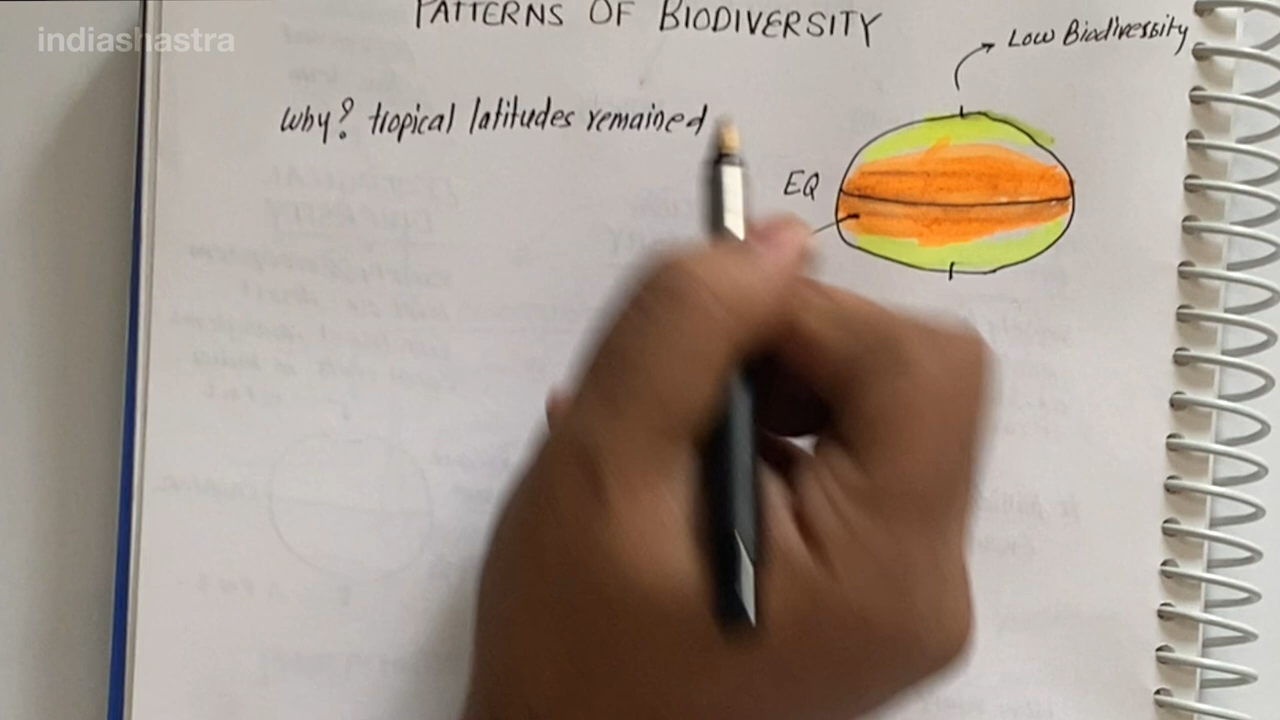 indiashastra
PATTERNS OF BIODIVERSITY
Low Biodiversity
Why? tropical latitudes remained
EQ